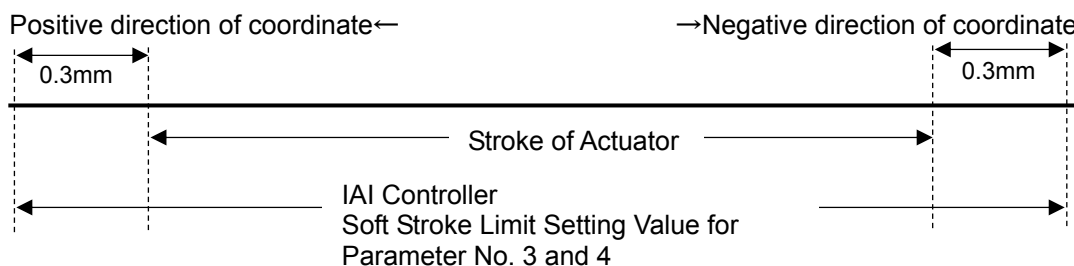 Positive direction of coordinate← →Negative direction of coordinate
0.3mm 0.3mm
Stroke of Actuator
IAI Controller
Soft Stroke Limit Setting Value for
Parameter No. 3 and 4